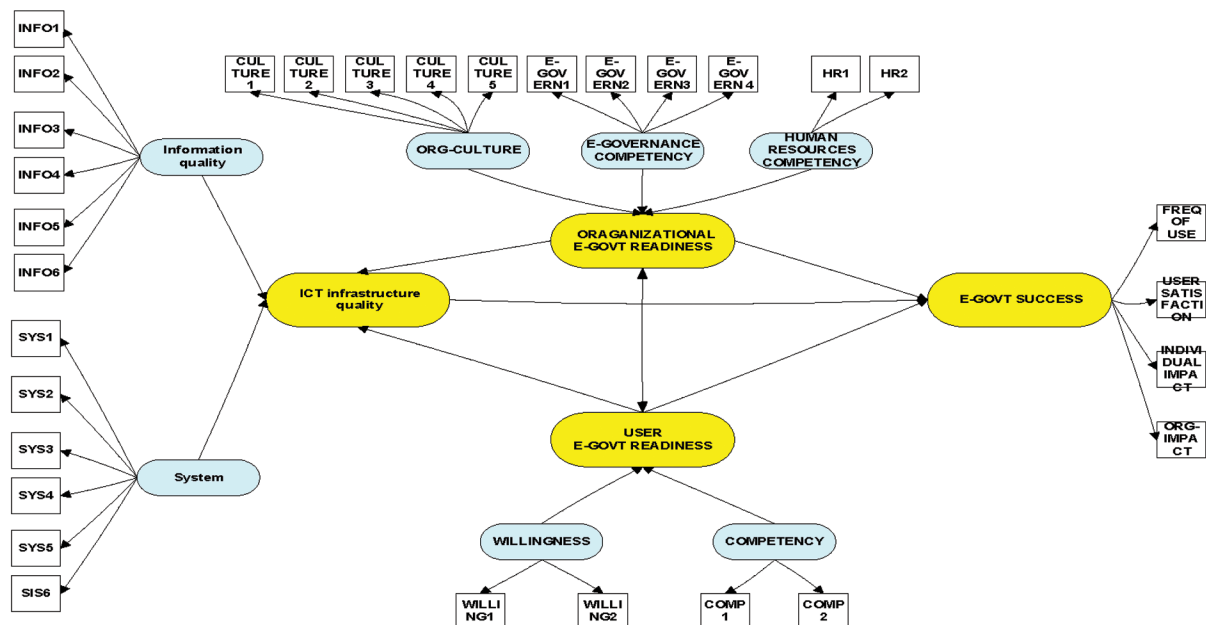 INFO1
INFO2
INFO3
INFO4
INFO5
INFO6
Information
quality
CUL
TURE
1
CUL
TURE
2
CUL
TURE
3
CUL
TURE
4
CUL
TURE
5
E-
GOV
ERN1
E-
GOV
ERN2
E-
GOV
ERN3
E-
GOV
ERN 4
HR1
HR2
ORG-CULTURE
E-GOVERNANCE
COMPETENCY
HUMAN
RESOURCES
COMPETENCY
ORAGANIZATIONAL
E-GOVT READINESS
ICT infrastructure
quality
E-GOVT SUCCESS
FREQ
OF
USE
USER
SATIS
FACTI
ON
INDIVI
DUAL
IMPA
CT
ORG-
IMPA
CT
SYS1
SYS2
SYS3
SYS4
SYS5
SIS6
System
USER
E-GOVT READINESS
WILLINGNESS
COMPETENCY
WILLI
NG1
WILLI
NG2
COMP
1
COMP
2